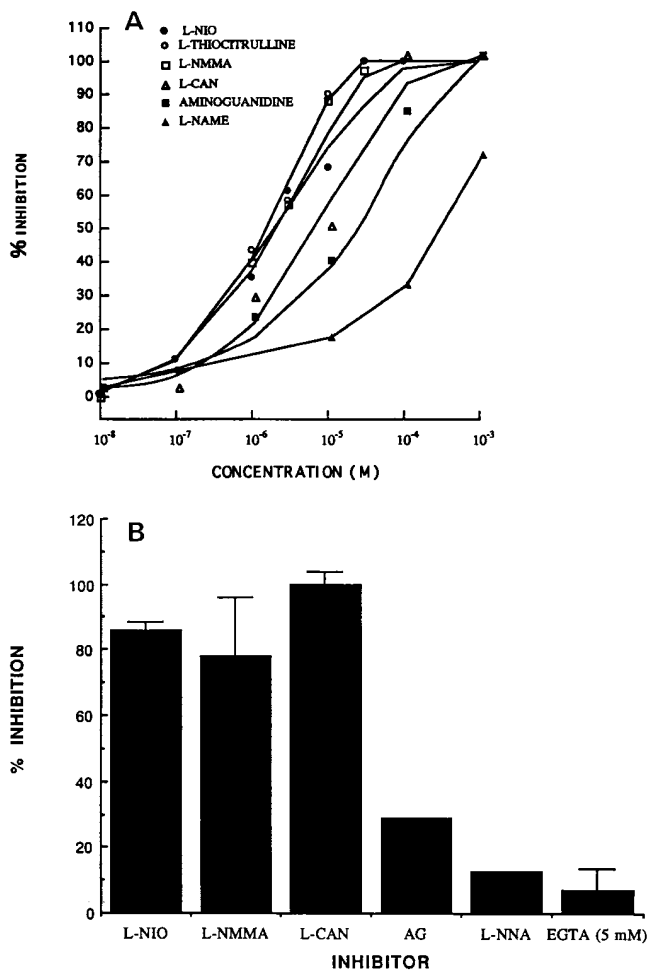 A
L-NIO
L-THIOCITRULLINE
L-NMMA
L-CAN
AMINOGUANIDINE
L-NAME
110
100
90
80
70
60
50
40
30
20
10
0
% INHIBITION
10⁻⁸ 10⁻⁷ 10⁻⁶ 10⁻⁵ 10⁻⁴ 10⁻³
CONCENTRATION (M)
B
120
100
80
60
40
20
0
% INHIBITION
L-NIO L-NMMA L-CAN AG L-NNA EGTA (5 mM)
INHIBITOR